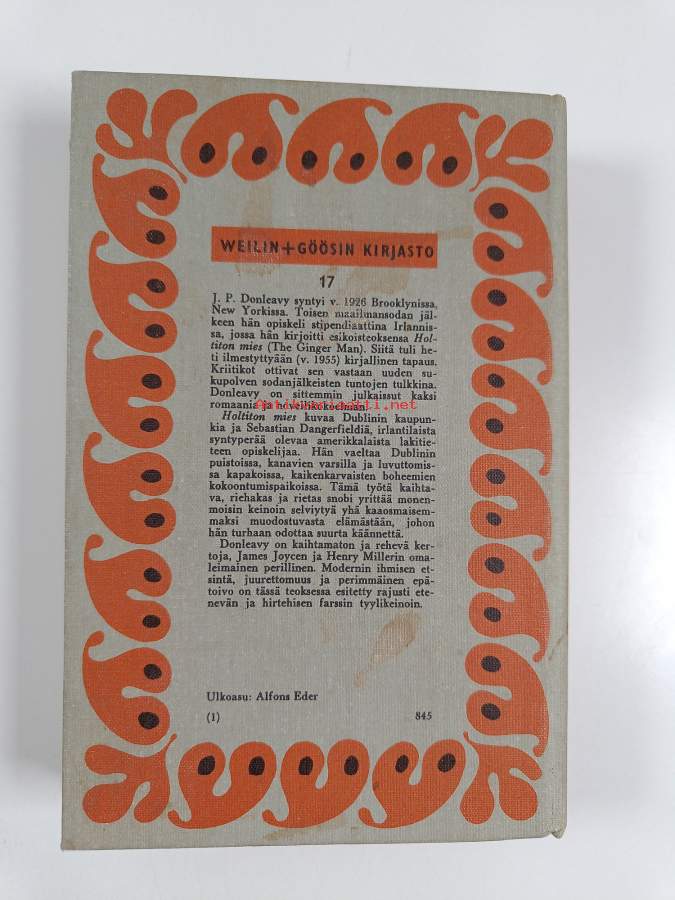 WEILIN+GÖÖSIN KIRJASTO
17
J. P. Donleavy syntyi v. 1926 Brooklynissa,
New Yorkissa. Toisen maailmansodan jäl-
keen hän opiskeli stipendiaattina Irlannis-
sa, jossa hän kirjoitti esikoisteoksensa Hol-
titon mies (The Ginger Man). Siitä tuli he-
ti ilmestyttyään (v. 1955) kirjallinen tapaus.
Kriitikot ottivat sen vastaan uuden su-
kupolven sodanjälkeisten tuntojen tulkkina.
Donleavy on sittemmin julkaissut kaksi
romaania ja novellikokoelman.
Antikvariaatti.net
Holtiton mies kuvaa Dublinin kaupun-
kia ja Sebastian Dangerfieldiä, irlantilaista
syntyperää olevaa amerikkalaista lakitie-
teen opiskelijaa. Hän vaeltaa Dublinin
puistoissa, kanavien varsilla ja luvuttomis-
sa kapakoissa, kaikenkarvaisten boheemien
kokoontumispaikoissa. Tämä työtä kaihta-
va, riehakas ja rietas snobi yrittää monen-
moisin keinoin selviytyä yhä kaaosmaisem-
maksi muodostuvasta elämästään, johon
hän turhaan odottaa suurta käännettä.
Donleavy on kaihtamaton ja rehevä ker-
toja, James Joycen ja Henry Millerin oma-
leimainen perillinen. Modernin ihmisen et-
sintä, juurettomuus ja perimmäinen epä-
toivo on tässä teoksessa esitetty rajusti ete-
nevän ja hirtehisen farssin tyylikeinoin.
Ulkoasu: Alfons Eder
(1) 845